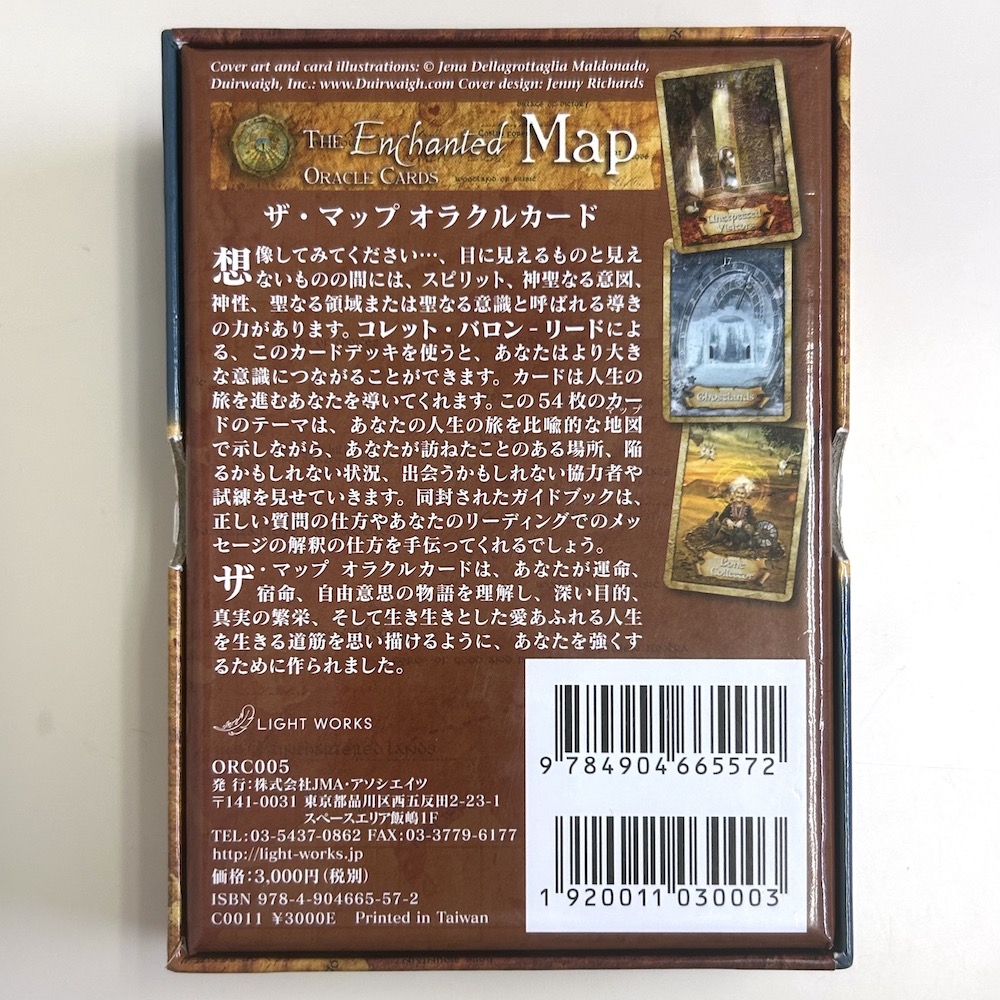 Cover art and card illustrations: © Jena Dellagrottaglia Maldonado,
Duirwaigh, Inc.: www.Duirwaigh.com Cover design: Jenny Richards
THE Enchanted Map
ORACLE CARDS
WOODLAND OF MUSIC
ザ・マップ オラクルカード
想像してみてください…、目に見えるものと見え
ないものの間には、スピリット、神聖なる意図、
神性、聖なる領域または聖なる意識と呼ばれる導き
の力があります。コレット・バロン-リードによ
る、このカードデッキを使うと、あなたはより大き
な意識につながることができます。カードは人生の
旅を進むあなたを導いてくれます。この54枚のカー
マップ
ドのテーマは、あなたの人生の旅を比喩的な地図
で示しながら、あなたが訪ねたことのある場所、陥
るかもしれない状況、出会うかもしれない協力者や
試練を見せていきます。同封されたガイドブックは、
正しい質問の仕方やあなたのリーディングでのメッ
セージの解釈の仕方を手伝ってくれるでしょう。
ザ・マップ オラクルカードは、あなたが運命、
宿命、自由意思の物語を理解し、深い目的、
真実の繁栄、そして生き生きとした愛あふれる人生
を生きる道筋を思い描けるように、あなたを強くす
るために作られました。
Unexpected
Visitor
17
Ghostlands
Bone
Collector
LIGHT WORKS
ORC005
発 行:株式会社JMA・アソシエイツ
〒141-0031 東京都品川区西五反田2-23-1
スペースエリア飯嶋1F
TEL:03-5437-0862 FAX:03-3779-6177
http://light-works.jp
価格:3,000円(税別)
ISBN 978-4-904665-57-2
C0011 ¥3000E Printed in Taiwan
9 784904 665572
1 920011 030003